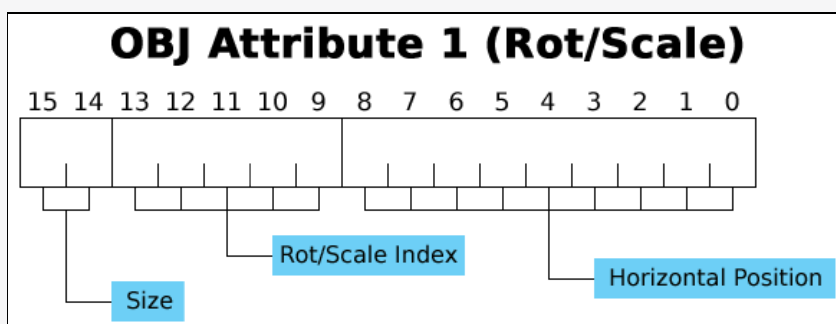 OBJ Attribute 1 (Rot/Scale)
15 14 13 12 11 10 9 8 7 6 5 4 3 2 1 0
Rot/Scale Index
Horizontal Position
Size